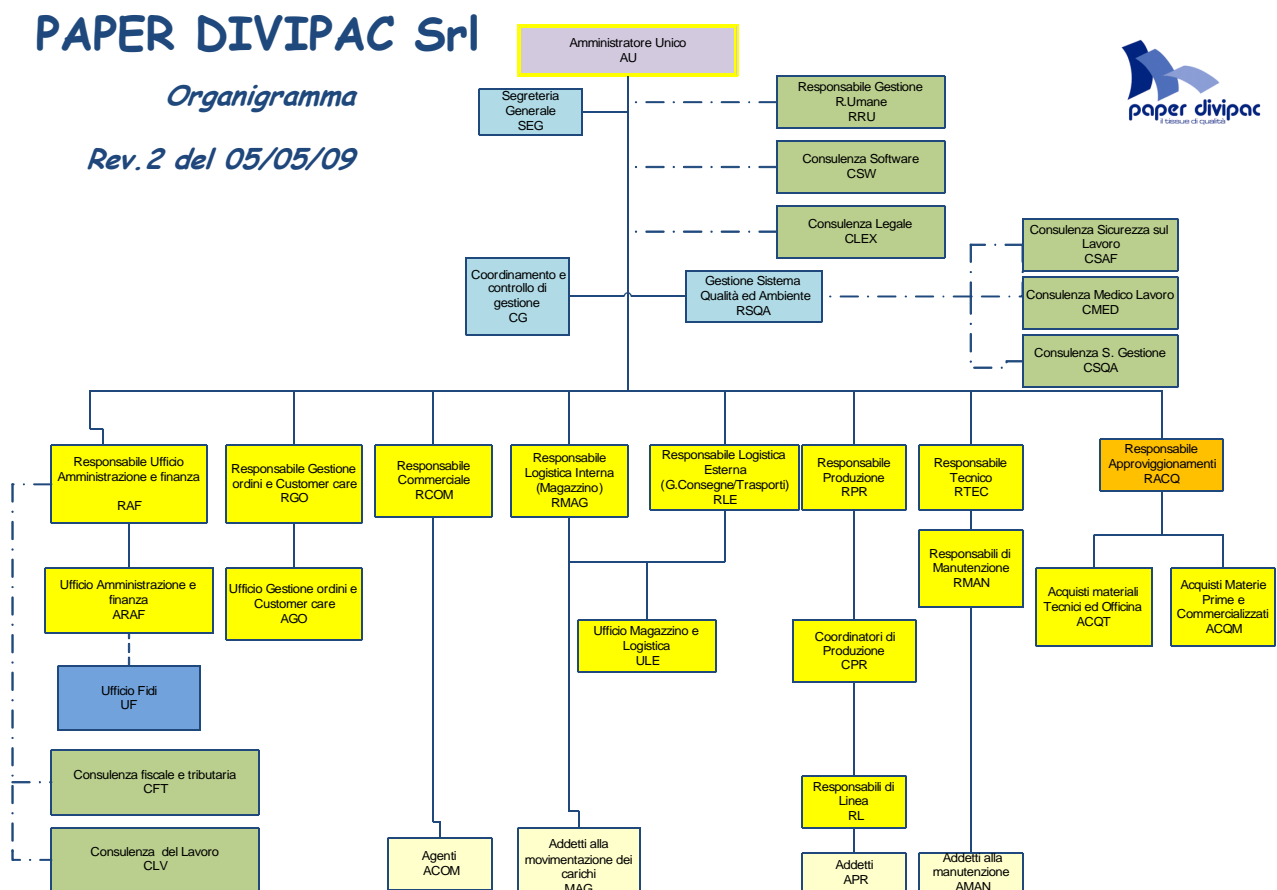 PAPER DIVIPAC Srl
Organigramma
Rev.2 del 05/05/09
Amministratore Unico
AU
Segreteria
Generale
SEG
Responsabile Gestione
R.Umane
RRU
Consulenza Software
CSW
Consulenza Legale
CLEX
paper divipac
il tissue di qualità
Coordinamento e
controllo di
gestione
CG
Gestione Sistema
Qualità ed Ambiente
RSQA
Consulenza Sicurezza sul
Lavoro
CSAF
Consulenza Medico Lavoro
CMED
Consulenza S. Gestione
CSQA
Responsabile Ufficio
Amministrazione e finanza
RAF
Responsabile Gestione
ordini e Customer care
RGO
Responsabile
Commerciale
RCOM
Responsabile
Logistica Interna
(Magazzino)
RMAG
Responsabile Logistica
Esterna
(G.Consegne/Trasporti)
RLE
Responsabile
Produzione
RPR
Responsabile
Tecnico
RTEC
Responsabile
Approviggionamenti
RACQ
Ufficio Amministrazione e
finanza
ARAF
Ufficio Gestione ordini e
Customer care
AGO
Ufficio Magazzino e
Logistica
ULE
Coordinatori di
Produzione
CPR
Responsabili di
Manutenzione
RMAN
Acquisti materiali
Tecnici ed Officina
ACQT
Acquisti Materie
Prime e
Commercializzati
ACQM
Ufficio Fidi
UF
Consulenza fiscale e tributaria
CFT
Consulenza  del Lavoro
CLV
Responsabili di
Linea
RL
Agenti
ACOM
Addetti alla
movimentazione dei
carichi
MAG
Addetti
APR
Addetti alla
manutenzione
AMAN